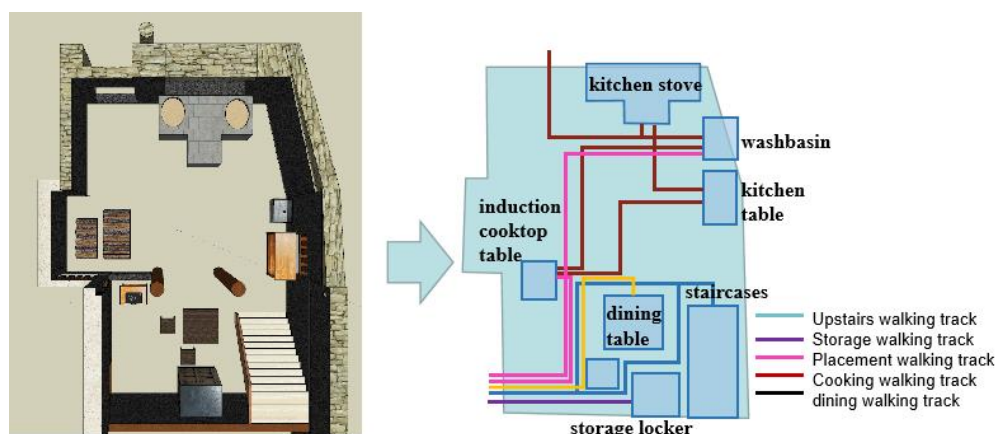 kitchen stove
washbasin
kitchen
table
induction
cooktop
table
staircases
dining
table
storage locker
Upstairs walking track
Storage walking track
Placement walking track
Cooking walking track
dining walking track